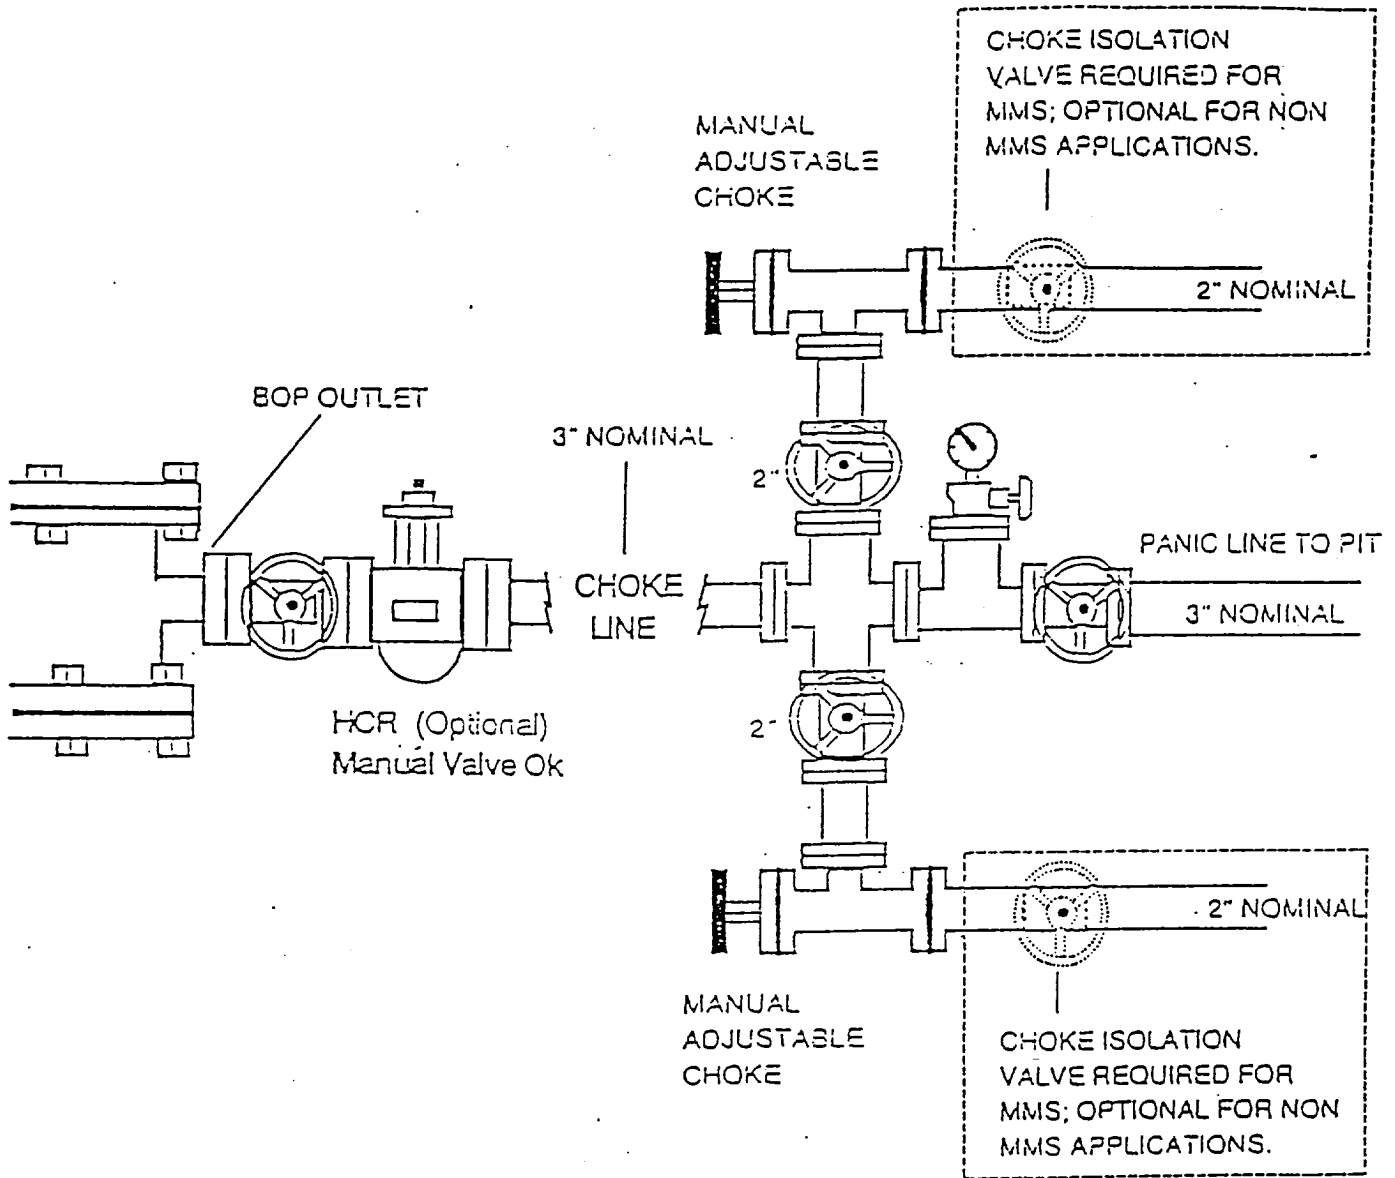 CHOKE ISOLATION
VALVE REQUIRED FOR
MMS; OPTIONAL FOR NON
MMS APPLICATIONS.
MANUAL
ADJUSTABLE
CHOKE
2" NOMINAL
BOP OUTLET
3" NOMINAL
2"
PANIC LINE TO PIT
CHOKE
LINE
3" NOMINAL
HCR (Optional)
Manual Valve Ok
2"
2" NOMINAL
MANUAL
ADJUSTABLE
CHOKE
CHOKE ISOLATION
VALVE REQUIRED FOR
MMS; OPTIONAL FOR NON
MMS APPLICATIONS.